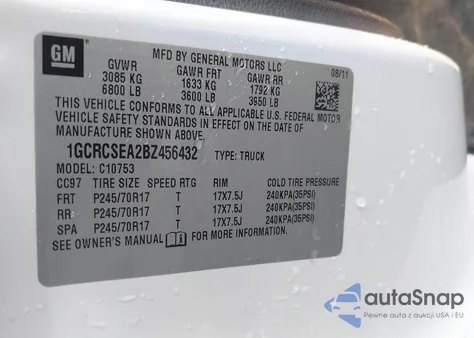 GM
MFD BY GENERAL MOTORS LLC
08/11
GVWR GAWR FRT GAWR RR
3085 KG 1633 KG 1792 KG
6800 LB 3600 LB 3950 LB
THIS VEHICLE CONFORMS TO ALL APPLICABLE U.S. FEDERAL MOTOR
VEHICLE SAFETY STANDARDS IN EFFECT ON THE DATE OF
MANUFACTURE SHOWN ABOVE.
1GCRCSEA2BZ456432 TYPE: TRUCK
MODEL: C10753
CC97 TIRE SIZE SPEED RTG RIM COLD TIRE PRESSURE
FRT P245/70R17 T 17X7.5J 240KPA(35PSI)
RR P245/70R17 T 17X7.5J 240KPA(35PSI)
SPA P245/70R17 T 17X7.5J 240KPA(35PSI)
SEE OWNER'S MANUAL FOR MORE INFORMATION.
autoSnap
Pewne auta z USA i EU